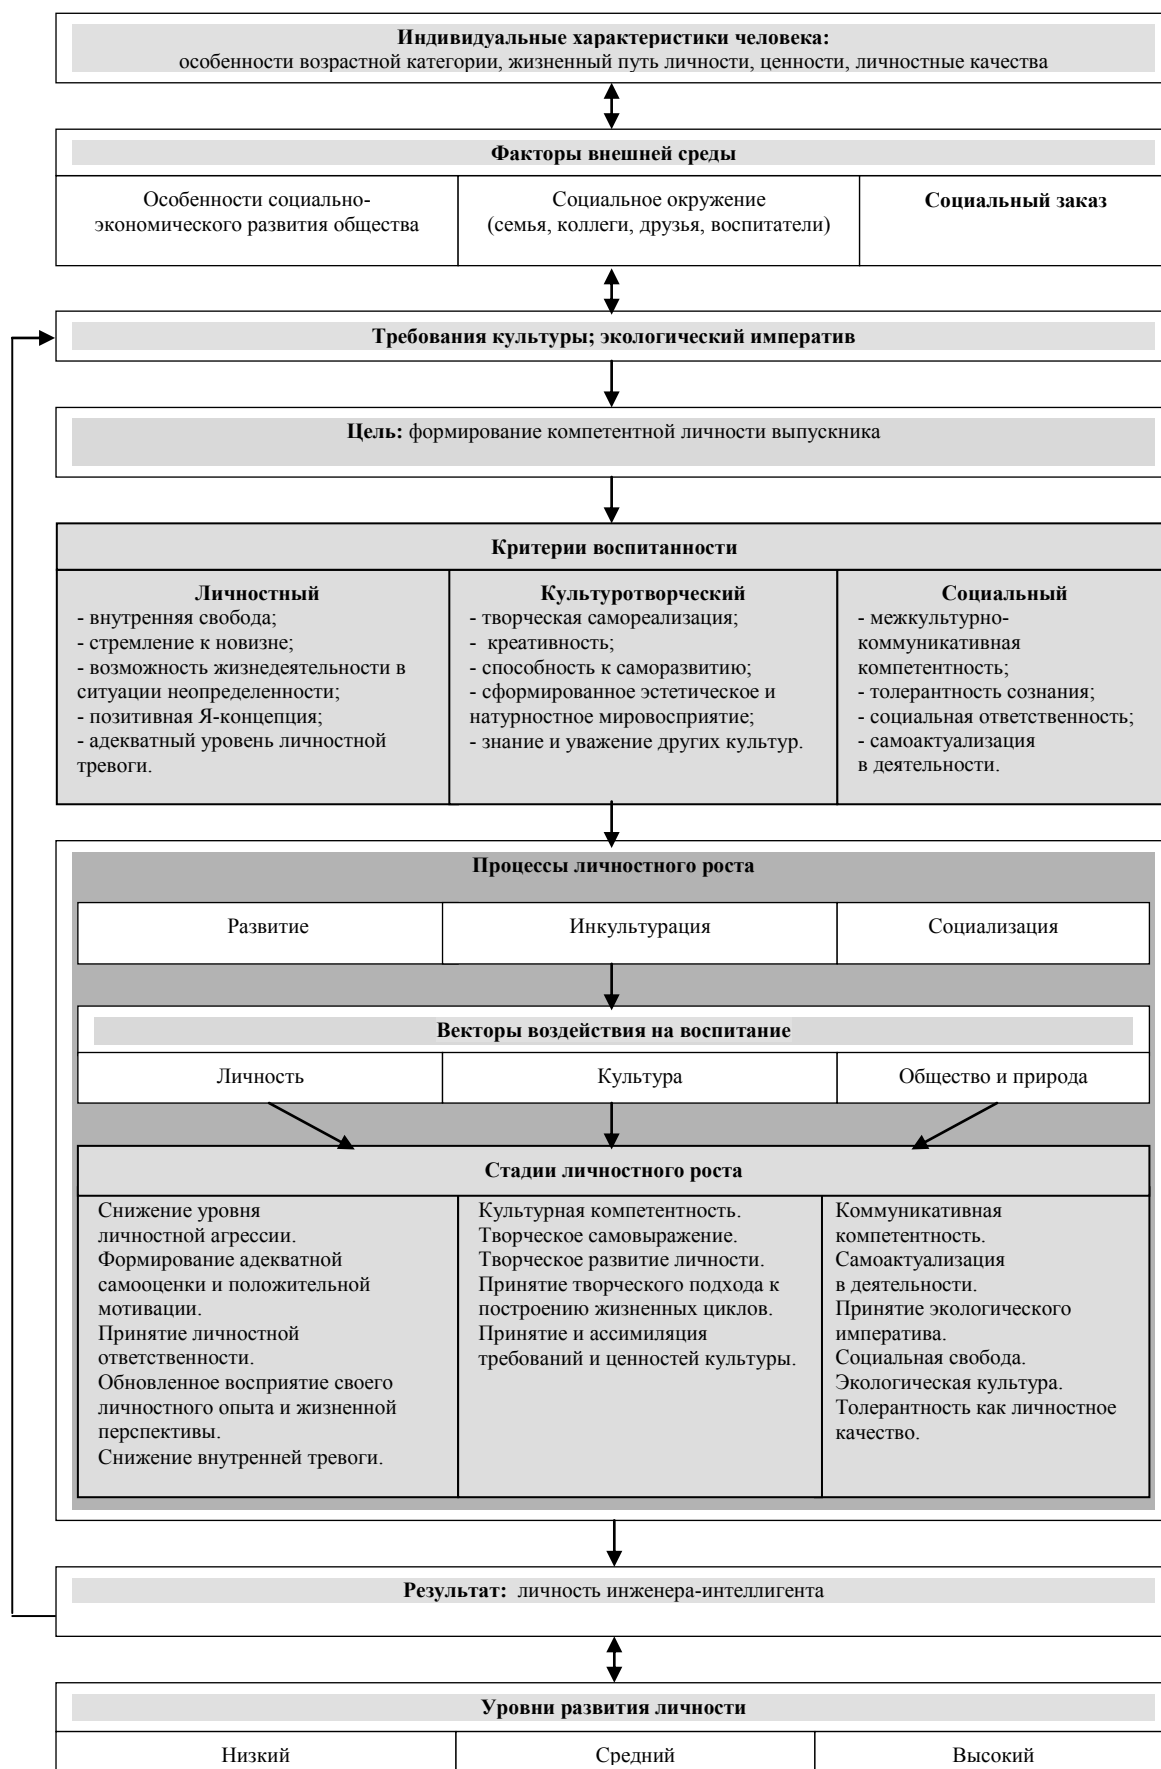 Индивидуальные характеристики человека:
особенности возрастной категории, жизненный путь личности, ценности, личностные качества
Факторы внешней среды
Особенности социально-
экономического развития общества
Социальное окружение
(семья, коллеги, друзья, воспитатели)
Социальный заказ
Требования культуры; экологический императив
Цель: формирование компетентной личности выпускника
Критерии воспитанности
Личностный
- внутренняя свобода;
- стремление к новизне;
- возможность жизнедеятельности в
ситуации неопределенности;
- позитивная Я-концепция;
- адекватный уровень личностной
тревоги.
Культуротворческий
- творческая самореализация;
- креативность;
- способность к саморазвитию;
- сформированное эстетическое и
натурностное мировосприятие;
- знание и уважение других культур.
Социальный
- межкультурно-
коммуникативная
компетентность;
- толерантность сознания;
- социальная ответственность;
- самоактуализация
в деятельности.
Процессы личностного роста
Развитие
Инкультурация
Социализация
Векторы воздействия на воспитание
Личность
Культура
Общество и природа
Стадии личностного роста
Снижение уровня
личностной агрессии.
Формирование адекватной
самооценки и положительной
мотивации.
Принятие личностной
ответственности.
Обновленное восприятие своего
личностного опыта и жизненной
перспективы.
Снижение внутренней тревоги.
Культурная компетентность.
Творческое самовыражение.
Творческое развитие личности.
Принятие творческого подхода к
построению жизненных циклов.
Принятие и ассимиляция
требований и ценностей культуры.
Коммуникативная
компетентность.
Самоактуализация
в деятельности.
Принятие экологического
императива.
Социальная свобода.
Экологическая культура.
Толерантность как личностное
качество.
Результат: личность инженера-интеллигента
Уровни развития личности
Низкий
Средний
Высокий